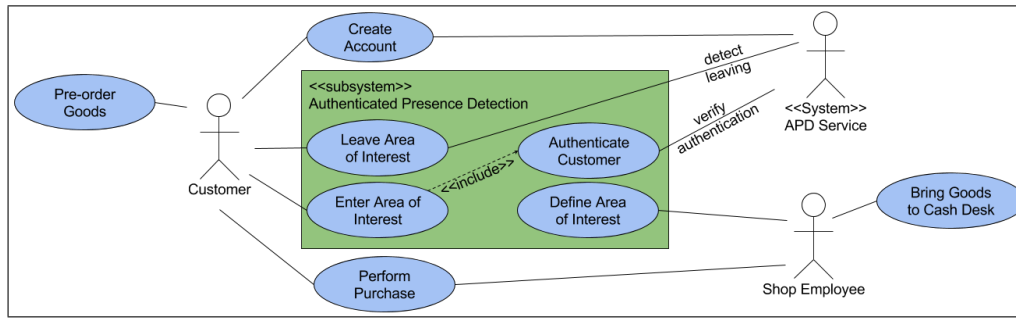 Create
Account
detect
leaving
<<subsystem>>
Authenticated Presence Detection
Pre-order
Goods
<<System>>
APD Service
verify
authentication
Leave Area
of Interest
Authenticate
Customer
<<include>>
Customer
Enter Area of
Interest
Define Area
of Interest
Bring Goods
to Cash Desk
Perform
Purchase
Shop Employee